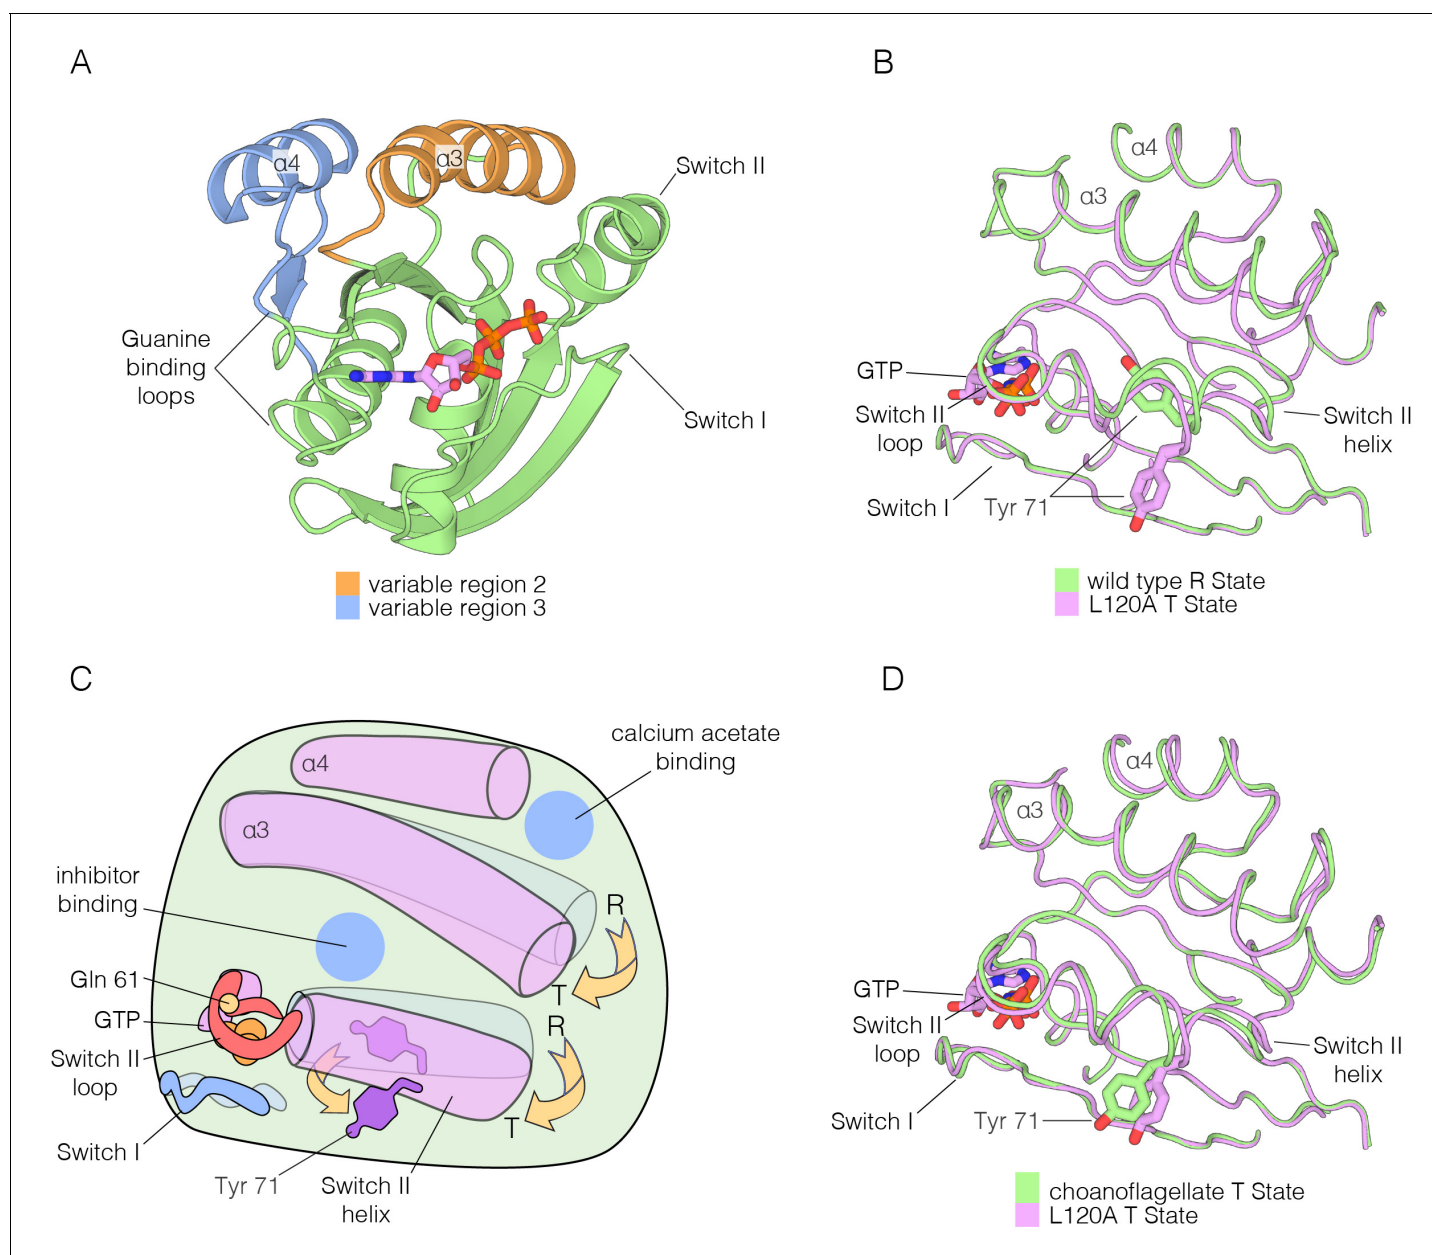 A
α4
α3
Switch II
Guanine
binding
loops
Switch I
variable region 2
variable region 3
B
α4
α3
GTP
Switch II
loop
Switch I
Tyr 71
Switch II
helix
wild type R State
L120A T State
C
calcium acetate
binding
α4
α3
inhibitor
binding
R
T
Gln 61
GTP
R
Switch II
loop
T
Switch I
Tyr 71
Switch II
helix
D
α4
α3
GTP
Switch II
loop
Switch II
helix
Switch I
Tyr 71
choanoflagellate T State
L120A T State